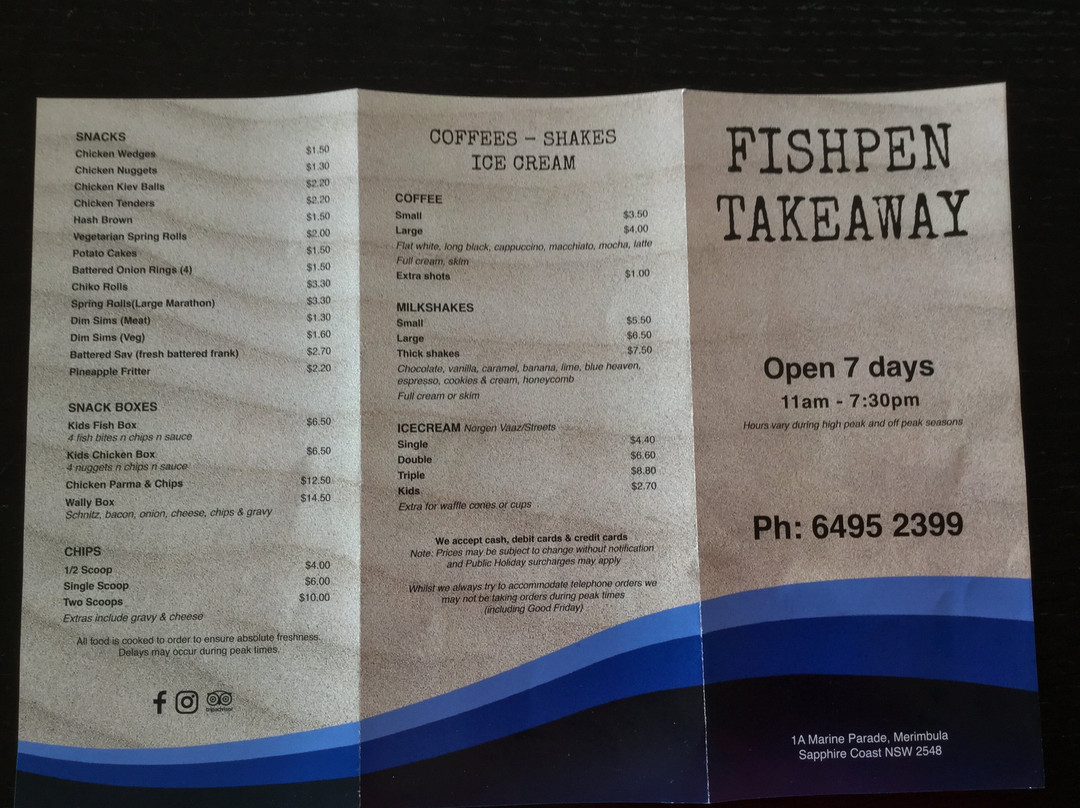 SNACKS
Chicken Wedges $1.50
Chicken Nuggets $1.30
Chicken Kiev Balls $2.20
Chicken Tenders $2.20
Hash Brown $1.50
Vegetarian Spring Rolls $2.00
Potato Cakes $1.50
Battered Onion Rings (4) $1.50
Chiko Rolls $3.30
Spring Rolls(Large Marathon) $3.30
Dim Sims (Meat) $1.30
Dim Sims (Veg) $1.60
Battered Sav (fresh battered frank) $2.70
Pineapple Fritter $2.20
SNACK BOXES
Kids Fish Box $6.50
4 fish bites n chips n sauce
Kids Chicken Box $6.50
4 nuggets n chips n sauce
Chicken Parma & Chips $12.50
Wally Box $14.50
Schnitz, bacon, onion, cheese, chips & gravy
CHIPS
1/2 Scoop $4.00
Single Scoop $6.00
Two Scoops $10.00
Extras include gravy & cheese
All food is cooked to order to ensure absolute freshness.
Delays may occur during peak times.
tripadvisor
COFFEES - SHAKES
ICE CREAM
COFFEE
Small $3.50
Large $4.00
Flat white, long black, cappuccino, macchiato, mocha, latte
Full cream, skim
Extra shots $1.00
MILKSHAKES
Small $5.50
Large $6.50
Thick shakes $7.50
Chocolate, vanilla, caramel, banana, lime, blue heaven,
espresso, cookies & cream, honeycomb
Full cream or skim
ICECREAM Norgen Vaaz/Streets
Single $4.40
Double $6.60
Triple $8.80
Kids $2.70
Extra for waffle cones or cups
We accept cash, debit cards & credit cards
Note: Prices may be subject to change without notification
and Public Holiday surcharges may apply
Whilst we always try to accommodate telephone orders we
may not be taking orders during peak times
(including Good Friday)
FISHPEN
TAKEAWAY
Open 7 days
11am - 7:30pm
Hours vary during high peak and off peak seasons
Ph: 6495 2399
1A Marine Parade, Merimbula
Sapphire Coast NSW 2548